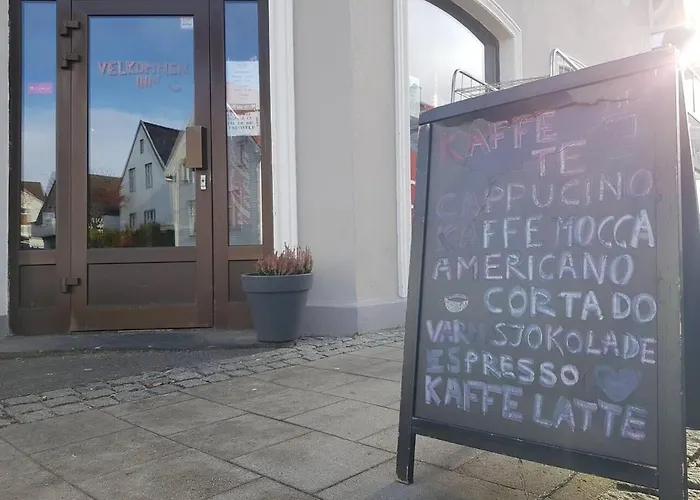 VELKOMMEN
INN
KAFFE
TE
CAPPUCINO
KAFFE MOCCA
AMERICANO
CORTADO
VARM SJOKOLADE
ESPRESSO
KAFFE LATTE